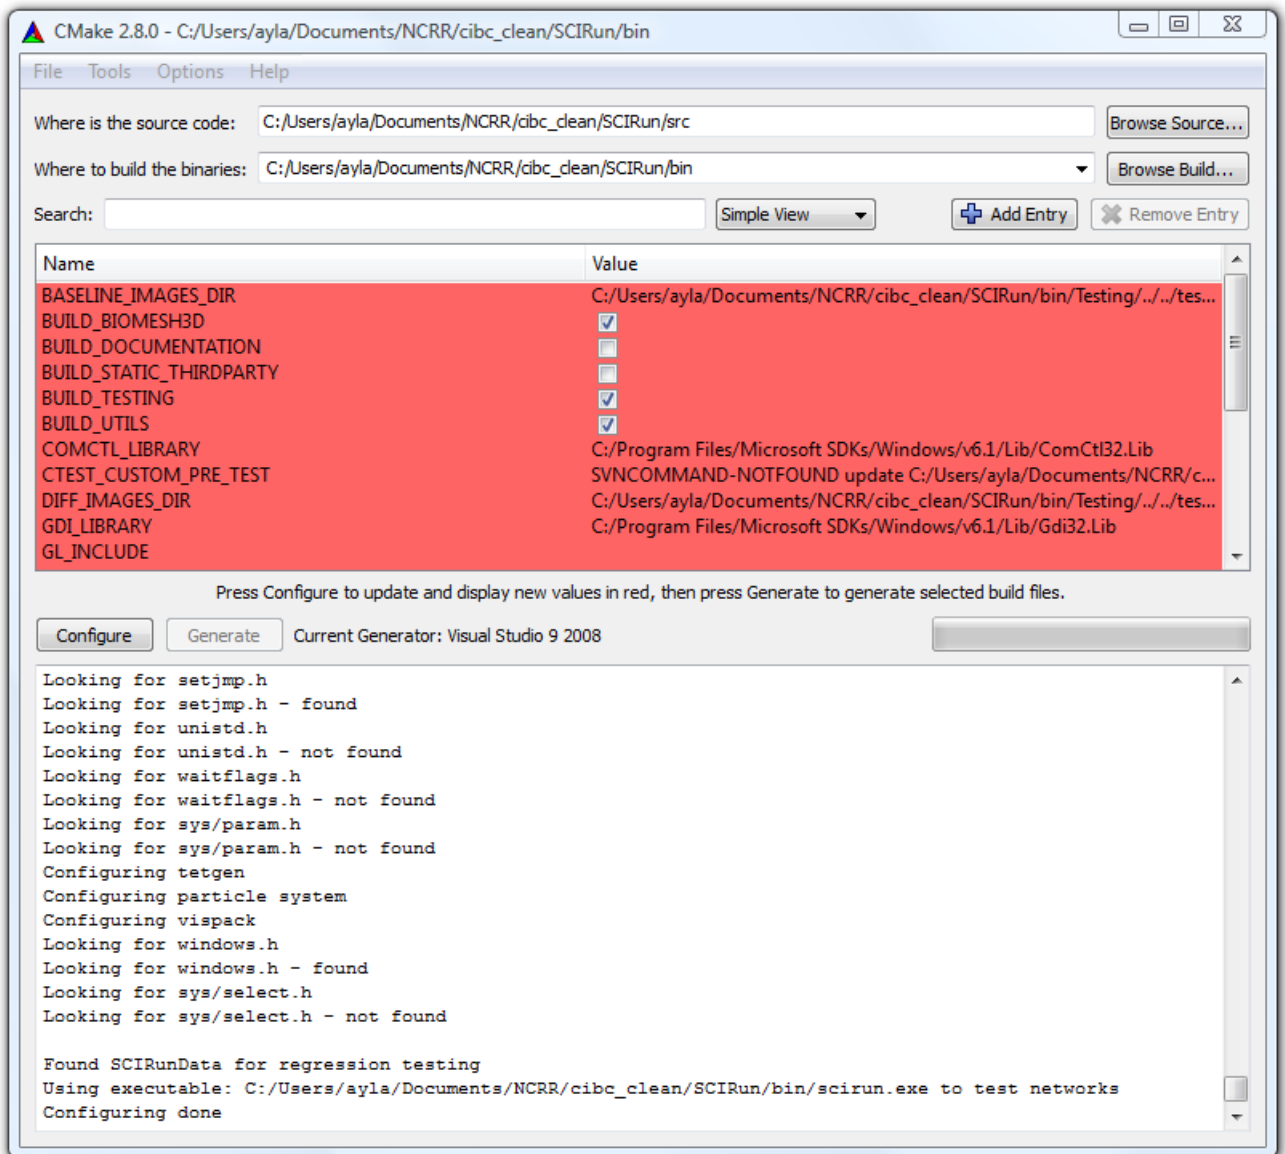 CMake 2.8.0 - C:/Users/ayla/Documents/NCRR/cibc_clean/SCIRun/bin
File Tools Options Help
Where is the source code: C:/Users/ayla/Documents/NCRR/cibc_clean/SCIRun/src Browse Source...
Where to build the binaries: C:/Users/ayla/Documents/NCRR/cibc_clean/SCIRun/bin Browse Build...
Search: Simple View Add Entry Remove Entry
Name Value
BASELINE_IMAGES_DIR C:/Users/ayla/Documents/NCRR/cibc_clean/SCIRun/bin/Testing/../../tes...
BUILD_BIOMESH3D
BUILD_DOCUMENTATION
BUILD_STATIC_THIRDPARTY
BUILD_TESTING
BUILD_UTILS
COMCTL_LIBRARY C:/Program Files/Microsoft SDKs/Windows/v6.1/Lib/ComCtl32.Lib
CTEST_CUSTOM_PRE_TEST SVNCOMMAND-NOTFOUND update C:/Users/ayla/Documents/NCRR/c...
DIFF_IMAGES_DIR C:/Users/ayla/Documents/NCRR/cibc_clean/SCIRun/bin/Testing/../../tes...
GDI_LIBRARY C:/Program Files/Microsoft SDKs/Windows/v6.1/Lib/Gdi32.Lib
GL_INCLUDE
Press Configure to update and display new values in red, then press Generate to generate selected build files.
Configure Generate Current Generator: Visual Studio 9 2008
Looking for setjmp.h
Looking for setjmp.h - found
Looking for unistd.h
Looking for unistd.h - not found
Looking for waitflags.h
Looking for waitflags.h - not found
Looking for sys/param.h
Looking for sys/param.h - not found
Configuring tetgen
Configuring particle system
Configuring vispack
Looking for windows.h
Looking for windows.h - found
Looking for sys/select.h
Looking for sys/select.h - not found
Found SCIRunData for regression testing
Using executable: C:/Users/ayla/Documents/NCRR/cibc_clean/SCIRun/bin/scirun.exe to test networks
Configuring done